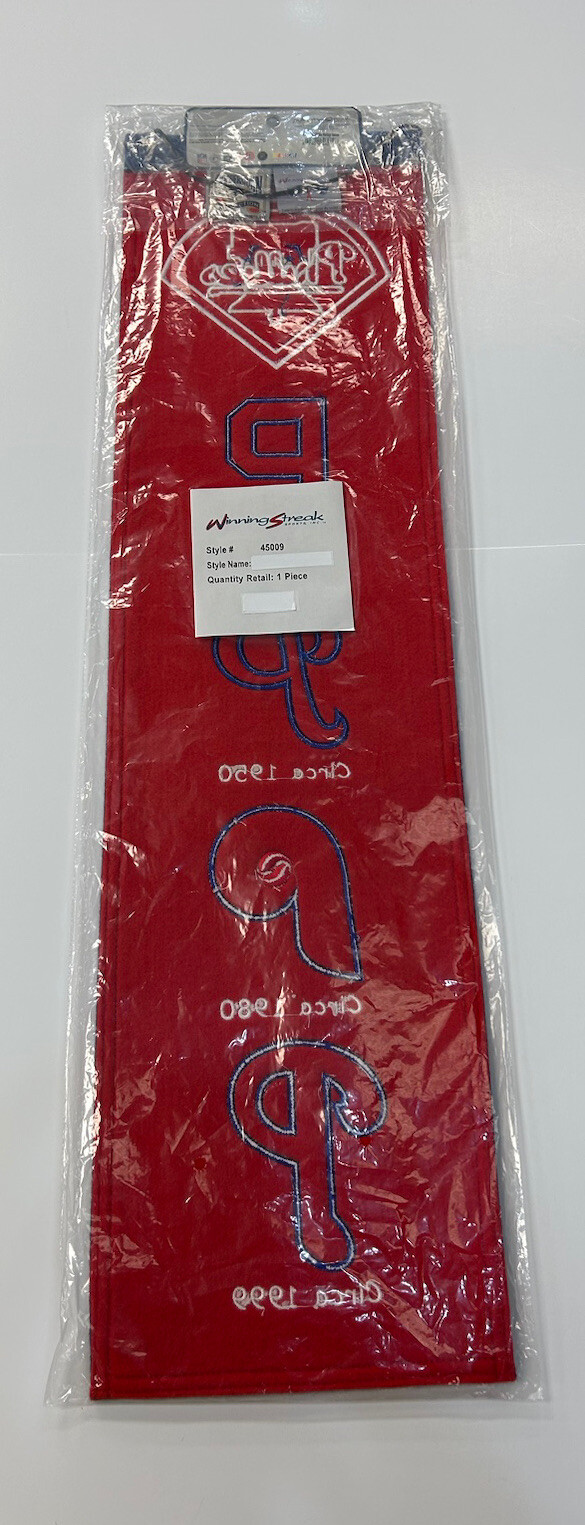 Phillies
WinningStreak
SPORTS INC
Style # 45009
Style Name:
Quantity Retail: 1 Piece
Circa 1950
Circa 1980
Circa 1999